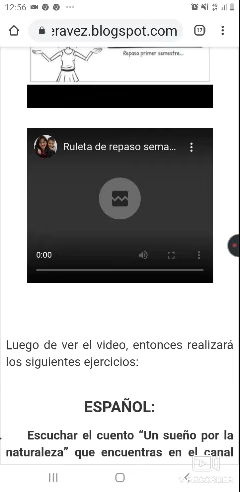 12:56
eravez.blogspot.com
17
Repaso primer semestre...
Ruleta de repaso sema...
0:00
Luego de ver el video, entonces realizará
los siguientes ejercicios:
ESPAÑOL:
. Escuchar el cuento “Un sueño por la
naturaleza” que encuentras en el canal